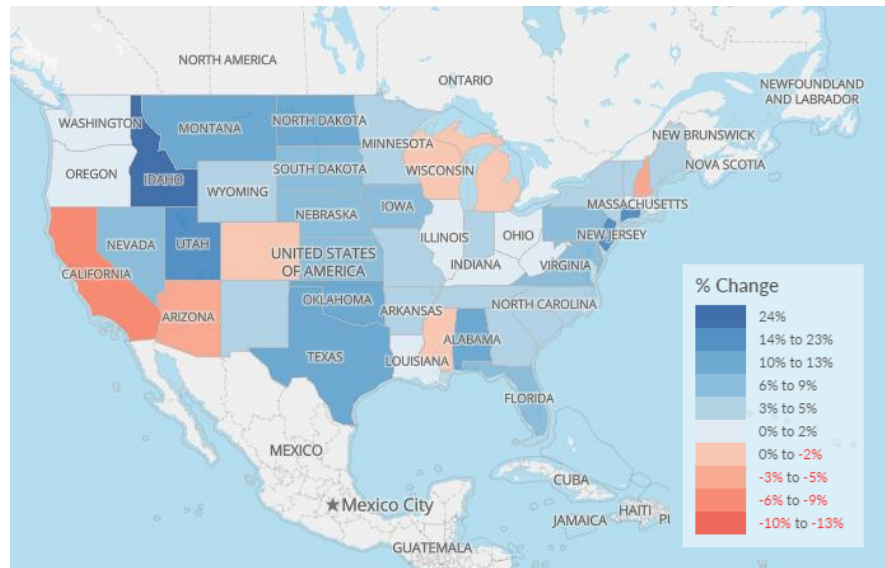 NORTH AMERICA
ONTARIO
NEWFOUNDLAND
AND LABRADOR
WASHINGTON
MONTANA
NORTH DAKOTA
MINNESOTA
NEW BRUNSWICK
NOVA SCOTIA
OREGON
IDAHO
SOUTH DAKOTA
WISCONSIN
WYOMING
MASSACHUSETTS
NEBRASKA
IOWA
NEVADA
UTAH
ILLINOIS
OHIO
NEW JERSEY
UNITED STATES
OF AMERICA
INDIANA
VIRGINIA
CALIFORNIA
OKLAHOMA
ARKANSAS
NORTH CAROLINA
ARIZONA
ALABAMA
TEXAS
LOUISIANA
FLORIDA
MEXICO
CUBA
Mexico City
JAMAICA
HAITI
PI
GUATEMALA
% Change
24%
14% to 23%
10% to 13%
6% to 9%
3% to 5%
0% to 2%
0% to -2%
-3% to -5%
-6% to -9%
-10% to -13%